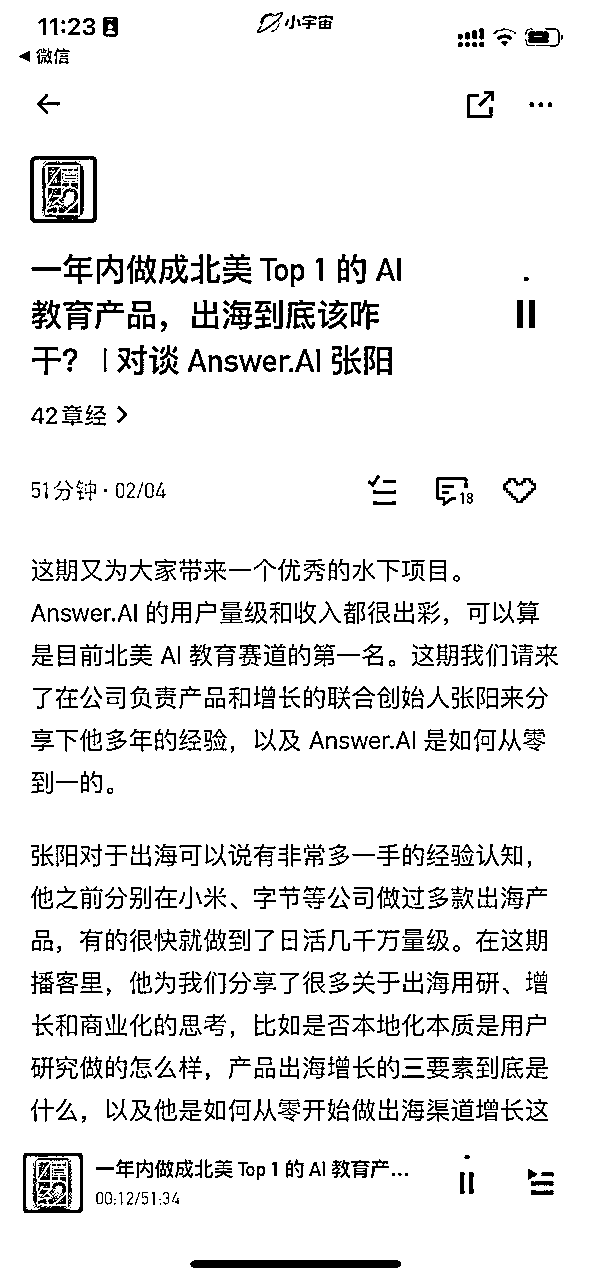 11:23
小宇宙
微信
一年内做成北美 Top 1 的 AI
教育产品，出海到底该咋
干？｜对谈 Answer.AI 张阳
42章经
51分钟 · 02/04
18
这期又为大家带来一个优秀的水下项目。
Answer.AI 的用户量级和收入都很出彩，可以算
是目前北美 AI 教育赛道的第一名。这期我们请来
了在公司负责产品和增长的联合创始人张阳来分
享下他多年的经验，以及 Answer.AI 是如何从零
到一的。
张阳对于出海可以说有非常多一手的经验认知，
他之前分别在小米、字节等公司做过多款出海产
品，有的很快就做到了日活几千万量级。在这期
播客里，他为我们分享了很多关于出海用研、增
长和商业化的思考，比如是否本地化本质是用户
研究做的怎么样，产品出海增长的三要素到底是
什么，以及他是如何从零开始做出海渠道增长这
一年内做成北美 Top 1 的 AI 教育产...
00:12/51:34